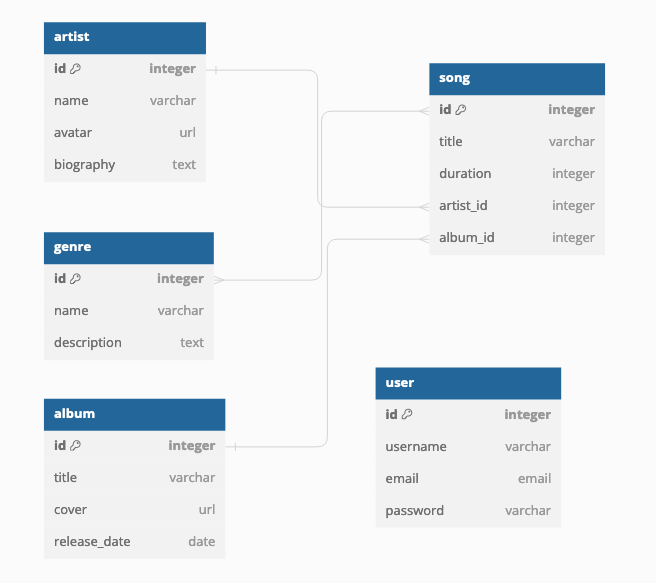 artist
id integer
name varchar
avatar url
biography text
genre
id integer
name varchar
description text
album
id integer
title varchar
cover url
release_date date
song
id integer
title varchar
duration integer
artist_id integer
album_id integer
user
id integer
username varchar
email email
password varchar